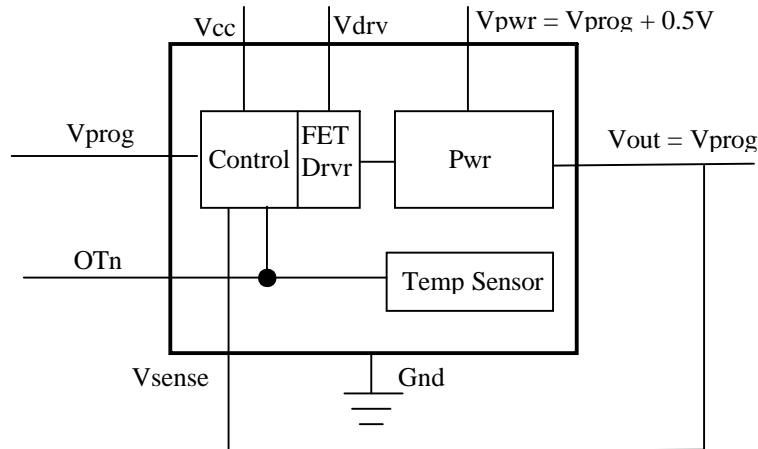 Vcc
Vdrv
Vpwr = Vprog + 0.5V
Vprog
Control
FET
Drvr
Pwr
Vout = Vprog
OTn
Temp Sensor
Vsense
Gnd